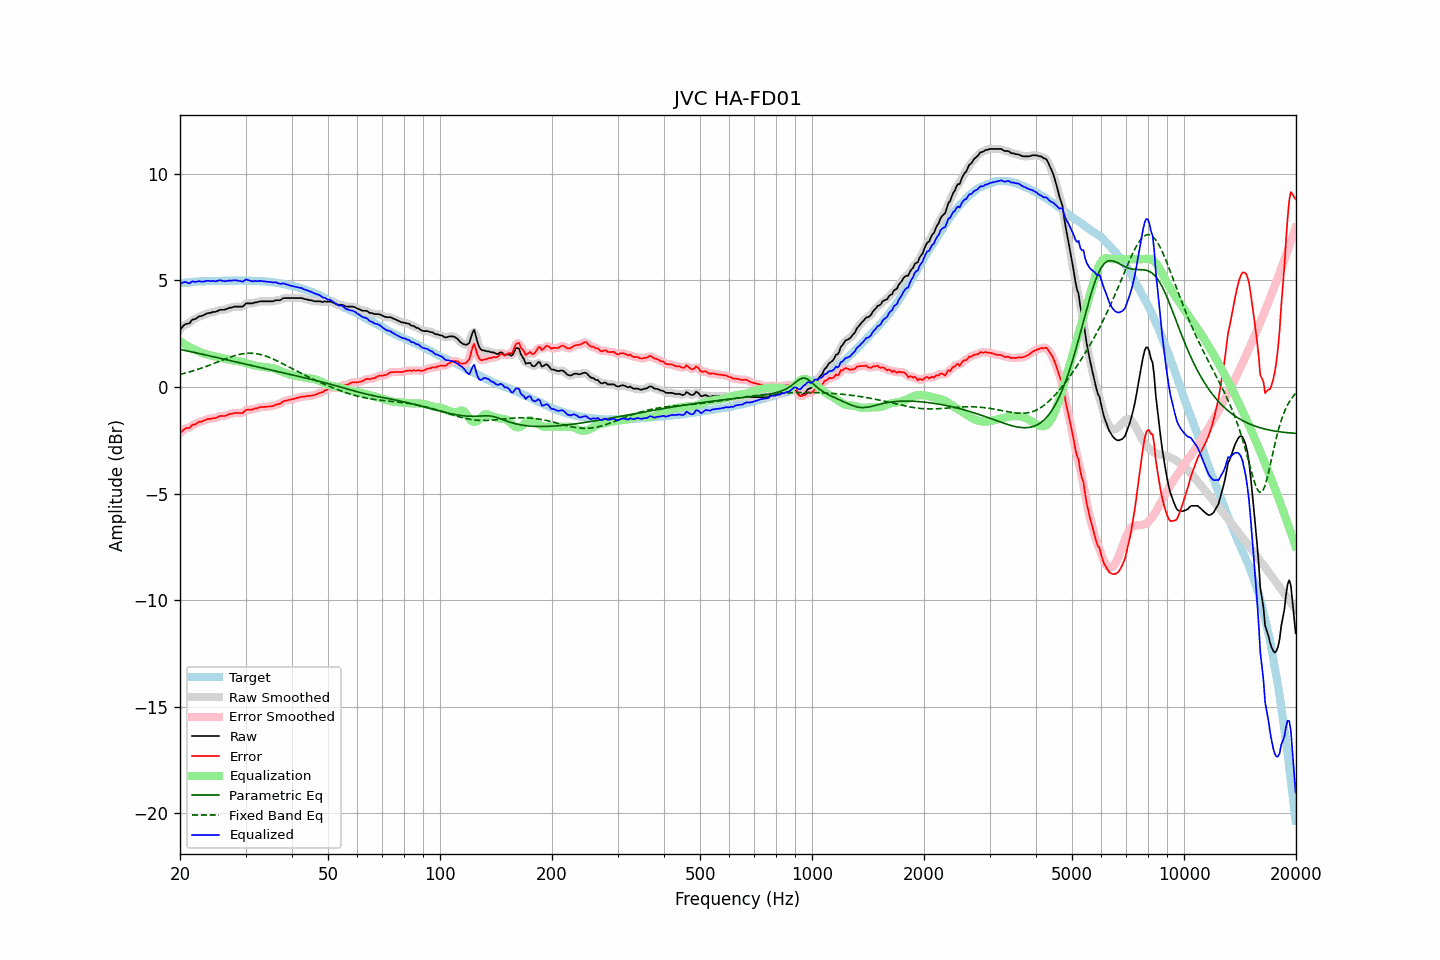 JVC HA-FD01
Amplitude (dBr)
10
5
0
−5
−10
−15
−20
Target
Raw Smoothed
Error Smoothed
Raw
Error
Equalization
Parametric Eq
Fixed Band Eq
Equalized
20 50 100 200 500 1000 2000 5000 10000 20000
Frequency (Hz)